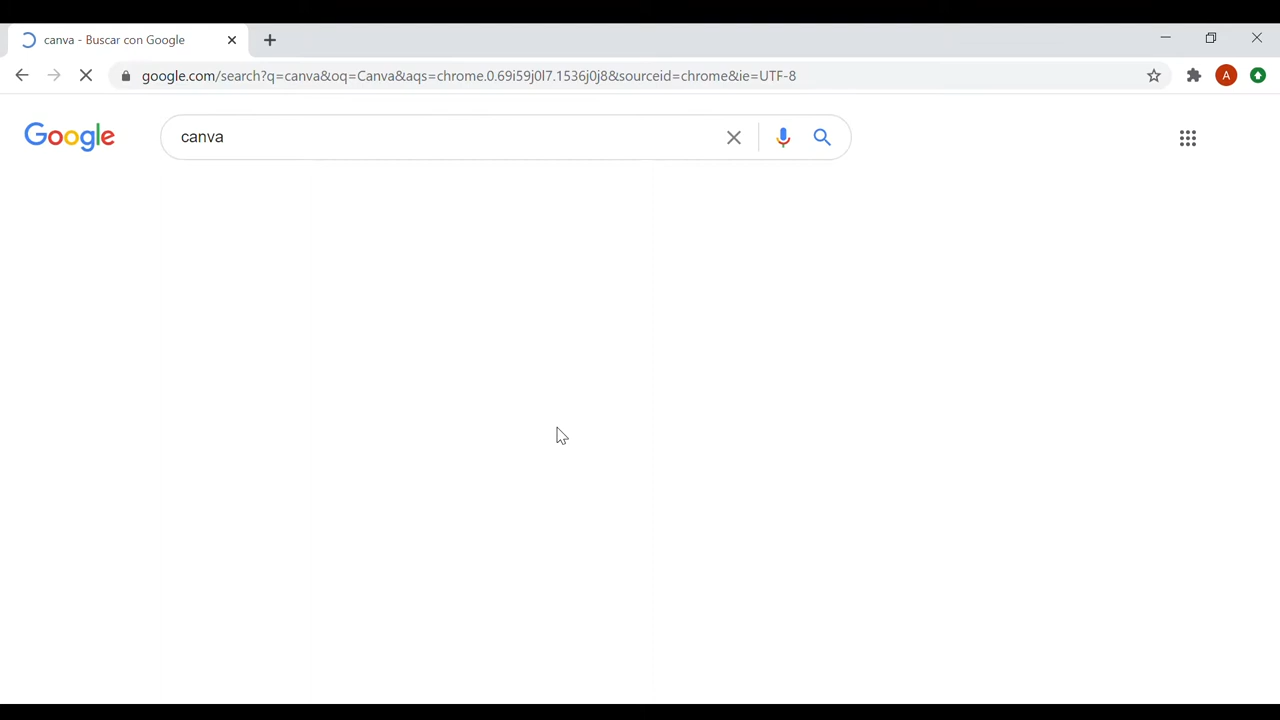 canva - Buscar con Google
google.com/search?q=canva&oq=Canva&aqs=chrome.0.69i59j0l7.1536j0j8&sourceid=chrome&ie=UTF-8
A
Google
canva